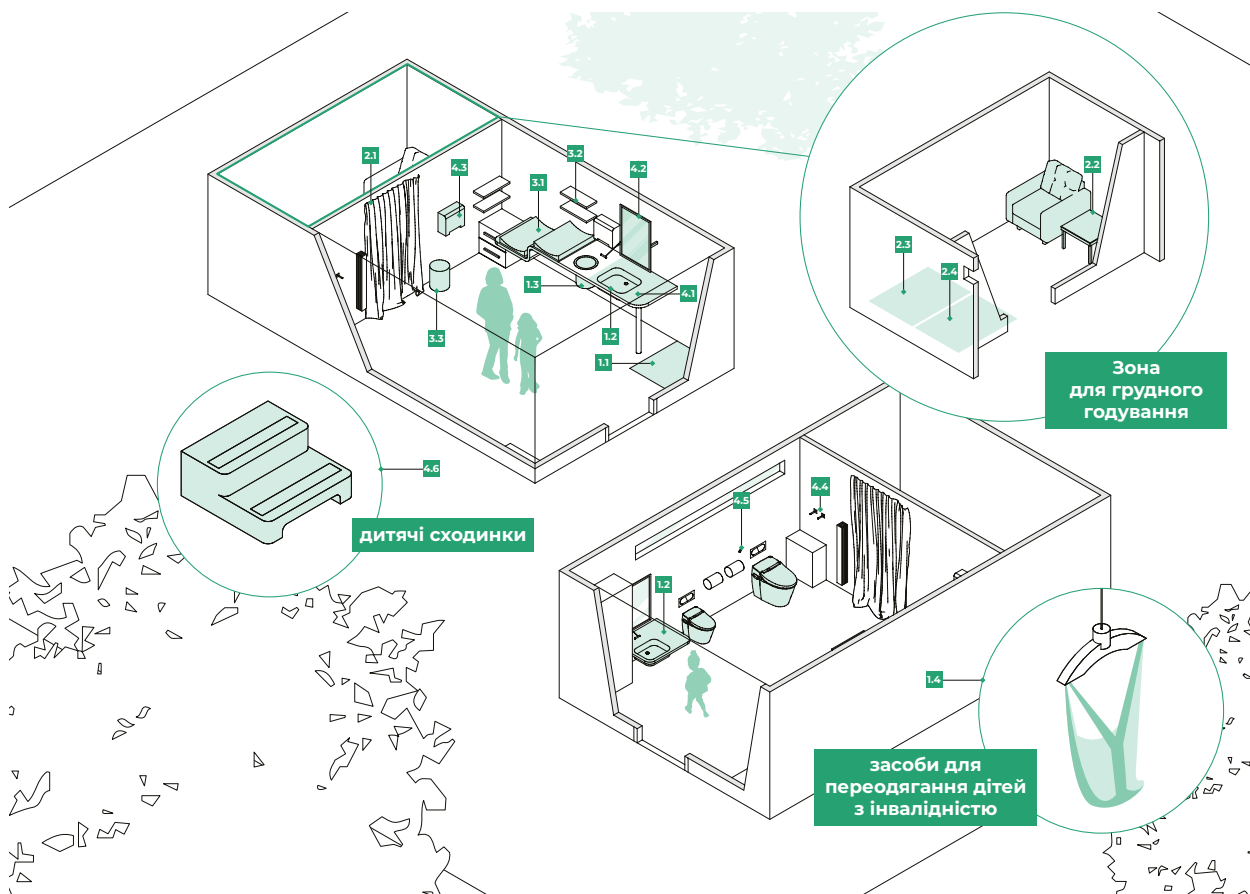 2.1
4.3
3.1
3.2
4.2
1.3
4.1
1.2
3.3
1.1
2.2
2.3
2.4
Зона
для грудного
годування
4.6
дитячі сходинки
4.5
4.4
1.2
1.4
засоби для
переодягання дітей
з інвалідністю